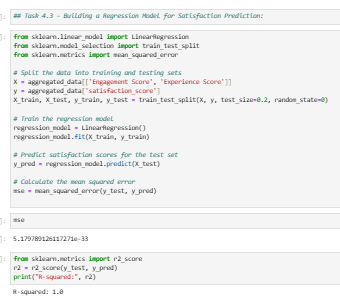 ]: ## Task 4.3 - Building a Regression Model for Satisfaction Prediction:
]: from sklearn.linear_model import LinearRegression
from sklearn.model_selection import train_test_split
from sklearn.metrics import mean_squared_error
# Split the data into training and testing sets
X = aggregated_data[['Engagement Score', 'Experience Score']]
y = aggregated_data['satisfaction_score']
X_train, X_test, y_train, y_test = train_test_split(X, y, test_size=0.2, random_state=0)
# Train the regression model
regression_model = LinearRegression()
regression_model.fit(X_train, y_train)
# Predict satisfaction scores for the test set
y_pred = regression_model.predict(X_test)
# Calculate the mean squared error
mse = mean_squared_error(y_test, y_pred)
]: mse
]: 5.179789126117271e-33
]: from sklearn.metrics import r2_score
r2 = r2_score(y_test, y_pred)
print("R-squared:", r2)
R-squared: 1.0